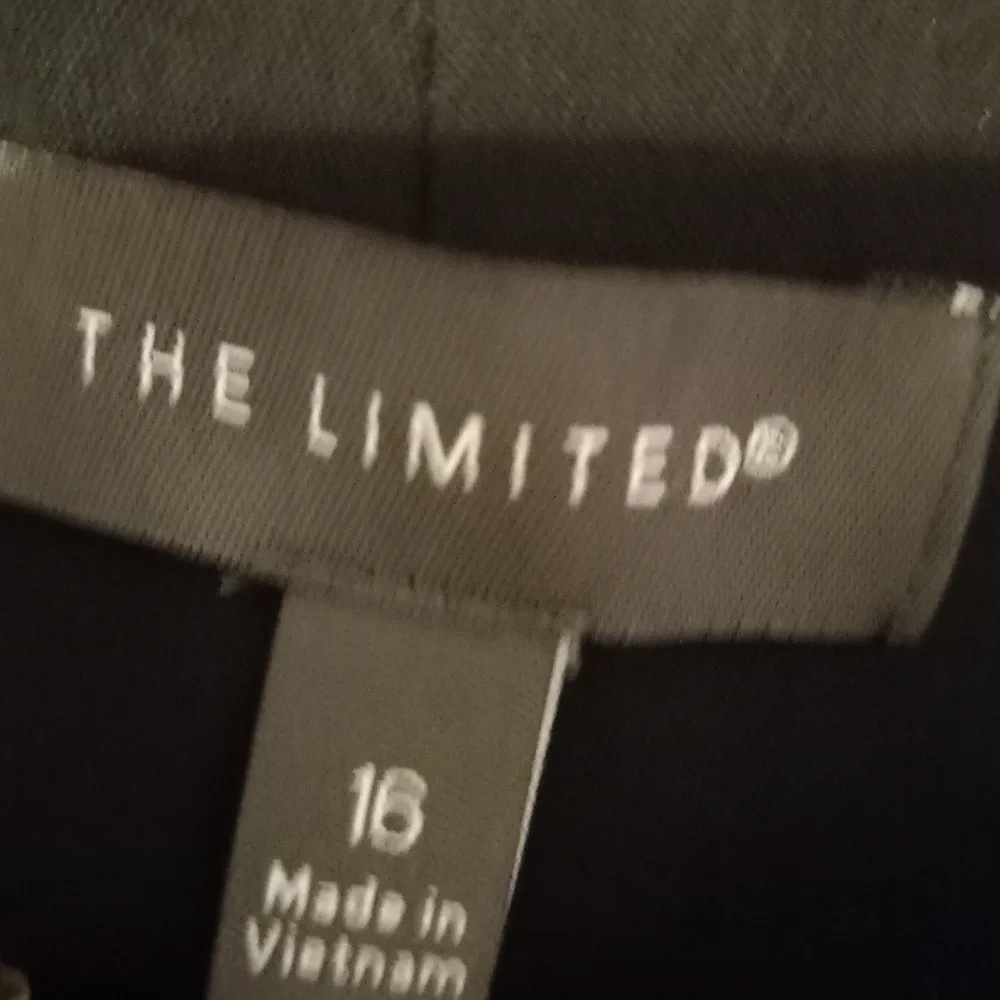 THE LIMITED®
16
Made in
Vietnam